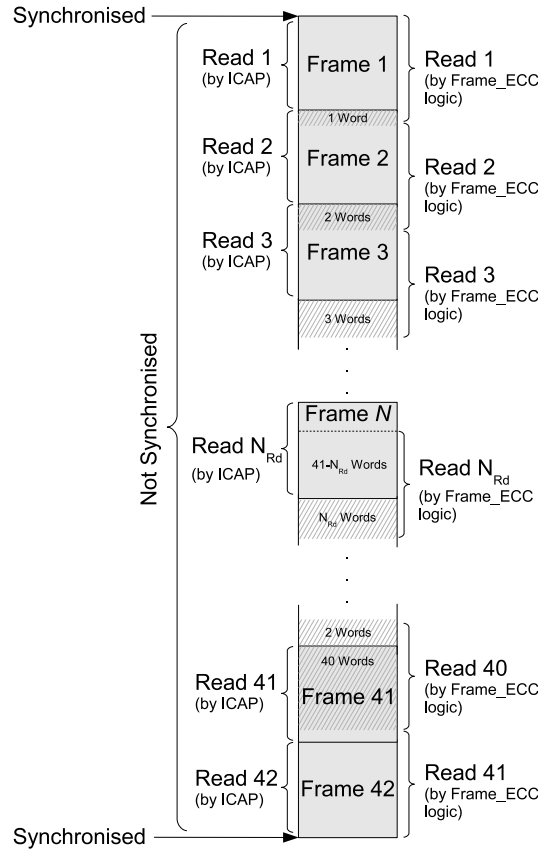 Synchronised
Read 1
(by ICAP)
Frame 1
Read 1
(by Frame_ECC
logic)
1 Word
Read 2
(by ICAP)
Frame 2
Read 2
(by Frame_ECC
logic)
2 Words
Read 3
(by ICAP)
Frame 3
Read 3
(by Frame_ECC
logic)
3 Words
Not Synchronised
Frame N
Read N_Rd
(by ICAP)
41-N_Rd Words
Read N_Rd
(by Frame_ECC
logic)
N_Rd Words
2 Words
40 Words
Read 41
(by ICAP)
Frame 41
Read 40
(by Frame_ECC
logic)
Read 42
(by ICAP)
Frame 42
Read 41
(by Frame_ECC
logic)
Synchronised